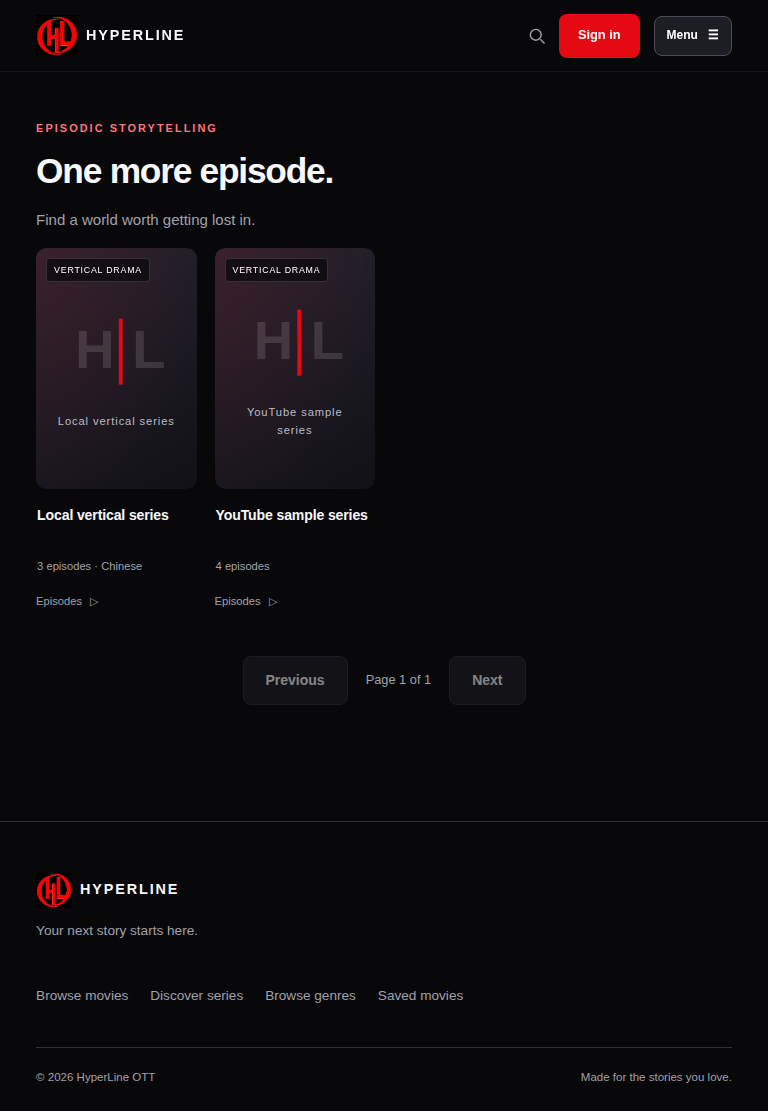 HL HYPERLINE
Sign in
Menu ☰
EPISODIC STORYTELLING
One more episode.
Find a world worth getting lost in.
VERTICAL DRAMA
H|L
Local vertical series
Local vertical series
3 episodes · Chinese
Episodes ▷
VERTICAL DRAMA
H|L
YouTube sample
series
YouTube sample series
4 episodes
Episodes ▷
Previous
Page 1 of 1
Next
HL HYPERLINE
Your next story starts here.
Browse movies Discover series Browse genres Saved movies
© 2026 HyperLine OTT
Made for the stories you love.